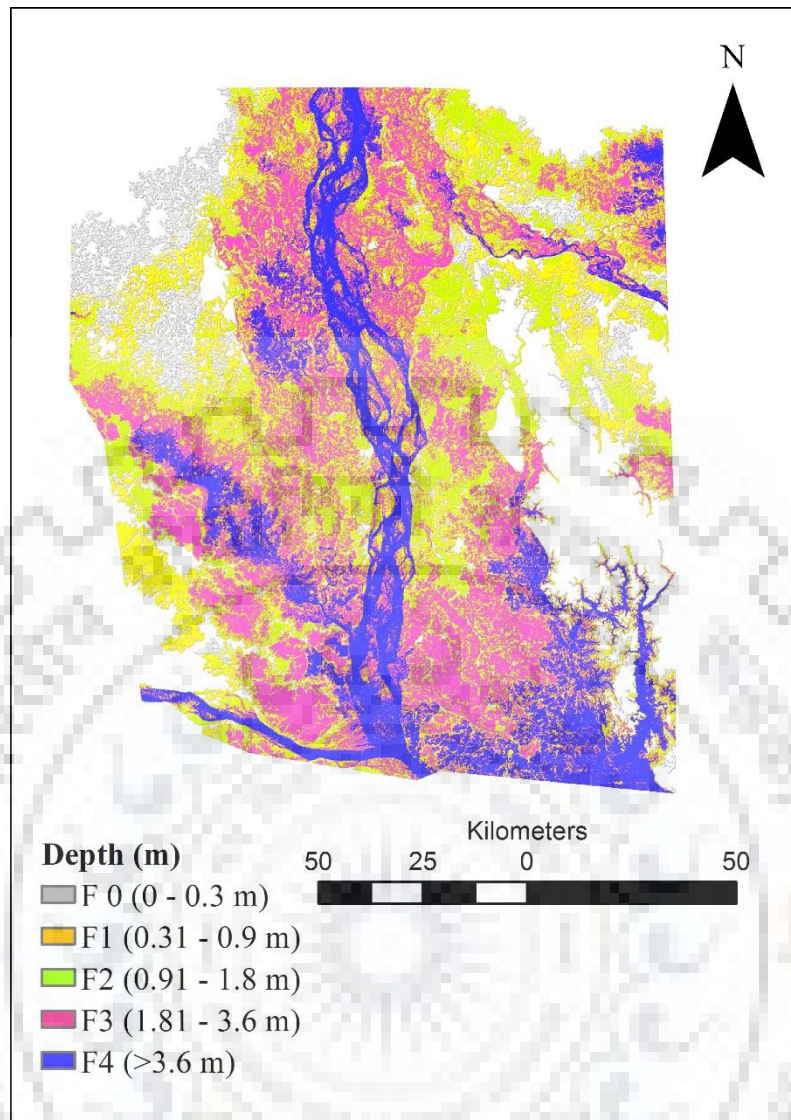 N
Kilometers
50 25 0 50
Depth (m)
F 0 (0 - 0.3 m)
F1 (0.31 - 0.9 m)
F2 (0.91 - 1.8 m)
F3 (1.81 - 3.6 m)
F4 (>3.6 m)